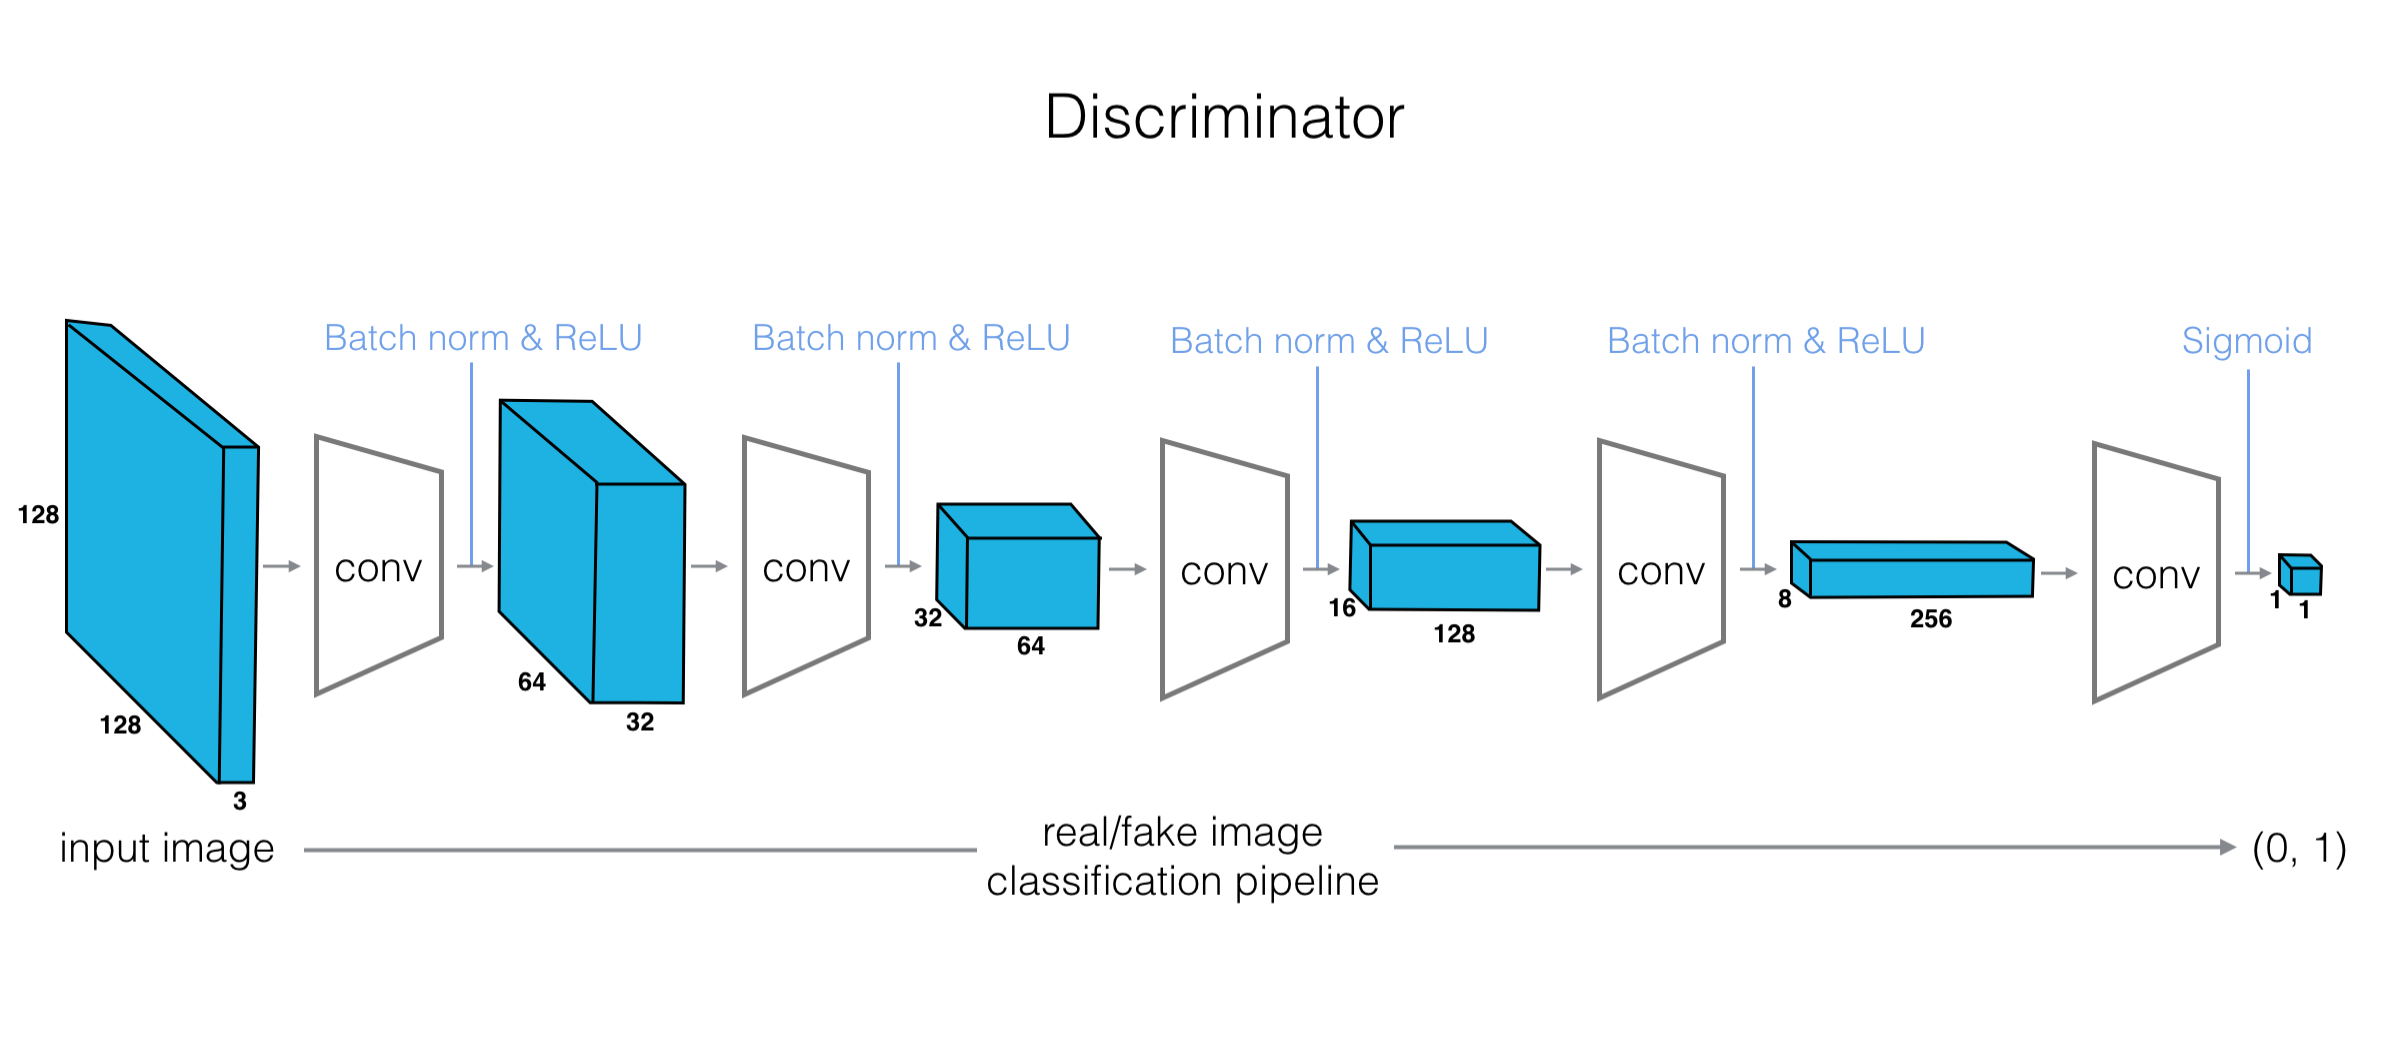 Discriminator
Batch norm & ReLU
Batch norm & ReLU
Batch norm & ReLU
Batch norm & ReLU
Sigmoid
128
128
3
conv
64
32
conv
32
64
conv
16
128
conv
8
256
conv
1
1
input image
real/fake image
classification pipeline
(0, 1)